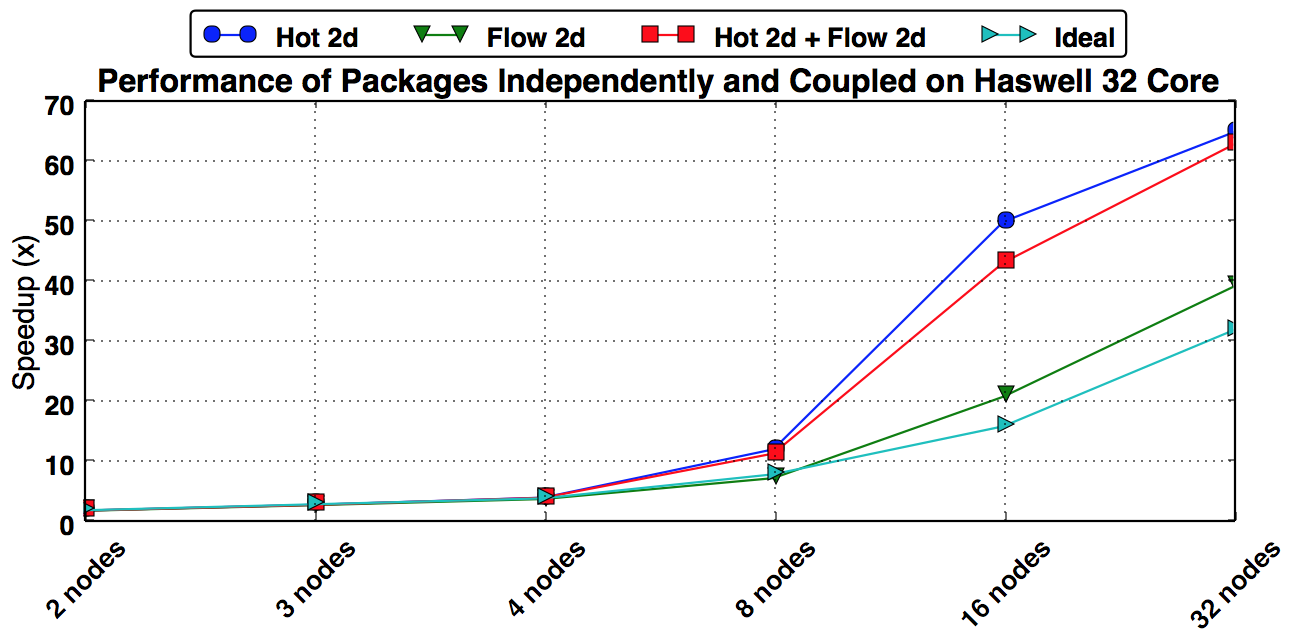 Hot 2d Flow 2d Hot 2d + Flow 2d Ideal
Performance of Packages Independently and Coupled on Haswell 32 Core
Speedup (x)
70
60
50
40
30
20
10
0
2 nodes
3 nodes
4 nodes
8 nodes
16 nodes
32 nodes